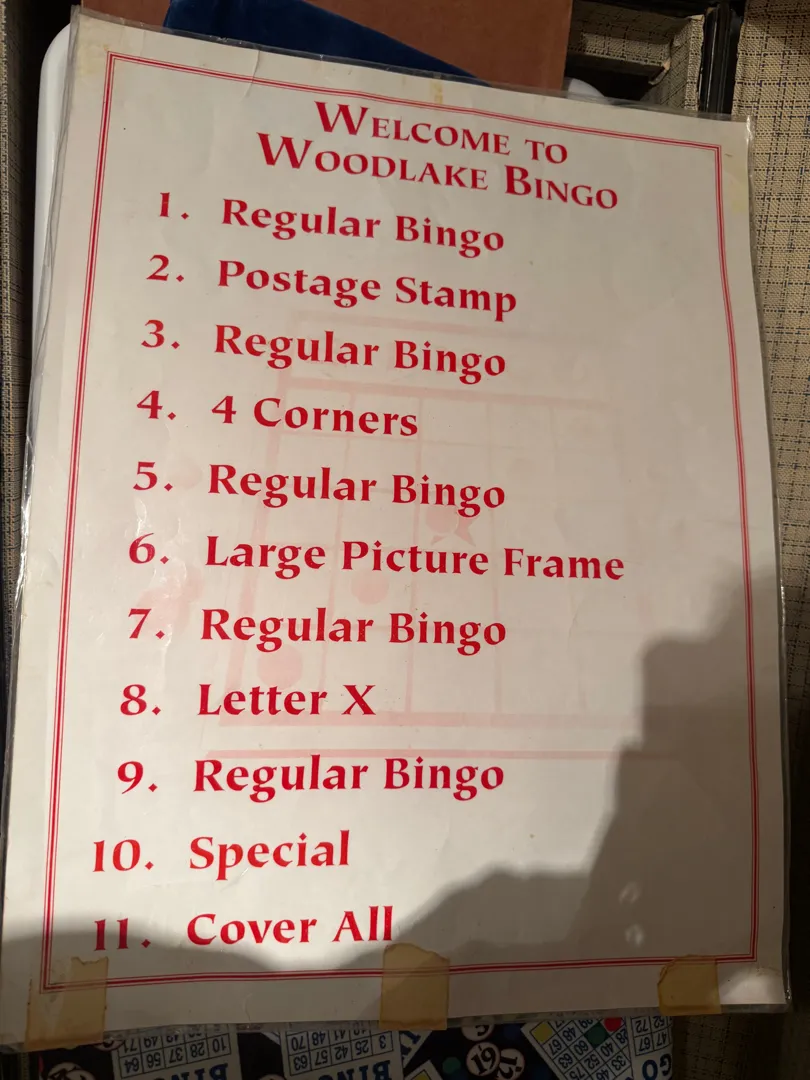 WELCOME TO
WOODLAKE BINGO
1. Regular Bingo
2. Postage Stamp
3. Regular Bingo
4. 4 Corners
5. Regular Bingo
6. Large Picture Frame
7. Regular Bingo
8. Letter X
9. Regular Bingo
10. Special
11. Cover All